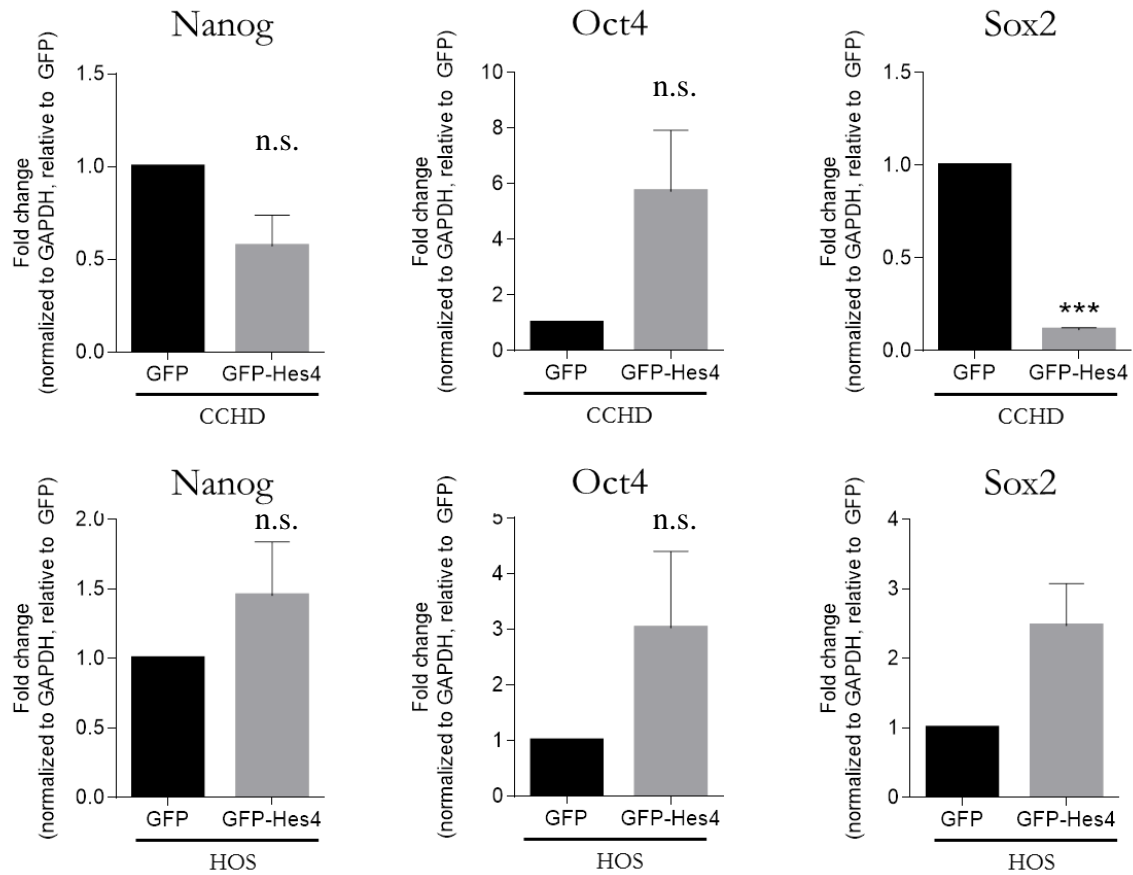 Nanog
Fold change
(normalized to GAPDH, relative to GFP)
1.5
1.0
0.5
0.0
n.s.
GFP
GFP-Hes4
CCHD
Oct4
Fold change
(normalized to GAPDH, relative to GFP)
10
8
6
4
2
0
n.s.
GFP
GFP-Hes4
CCHD
Sox2
Fold change
(normalized to GAPDH, relative to GFP)
1.5
1.0
0.5
0.0
***
GFP
GFP-Hes4
CCHD
Nanog
Fold change
(normalized to GAPDH, relative to GFP)
2.0
1.5
1.0
0.5
0.0
n.s.
GFP
GFP-Hes4
HOS
Oct4
Fold change
(normalized to GAPDH, relative to GFP)
5
4
3
2
1
0
n.s.
GFP
GFP-Hes4
HOS
Sox2
Fold change
(normalized to GAPDH, relative to GFP)
4
3
2
1
0
GFP
GFP-Hes4
HOS